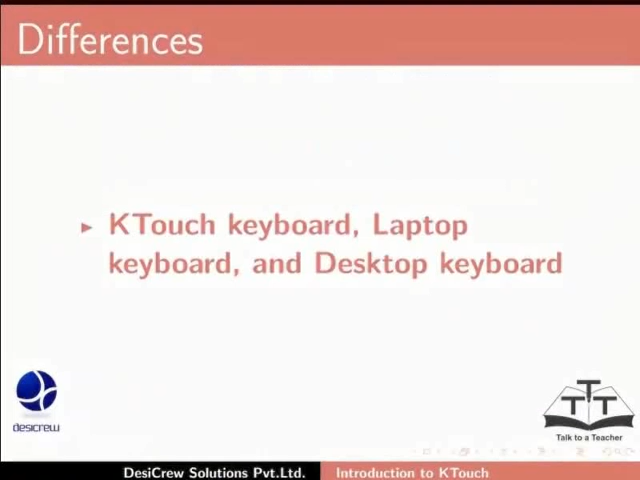 Differences
KTouch keyboard, Laptop
keyboard, and Desktop keyboard
desicrew
T T T
Talk to a Teacher
DesiCrew Solutions Pvt.Ltd. Introduction to KTouch